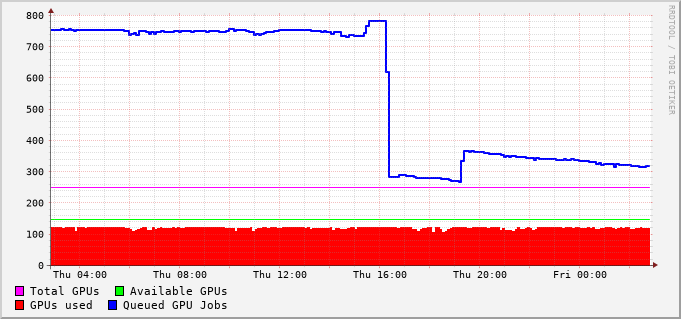 800
700
600
500
400
300
200
100
0
Thu 04:00 Thu 08:00 Thu 12:00 Thu 16:00 Thu 20:00 Fri 00:00
Total GPUs Available GPUs
GPUs used Queued GPU Jobs
RRDTOOL / TOBI OETIKER